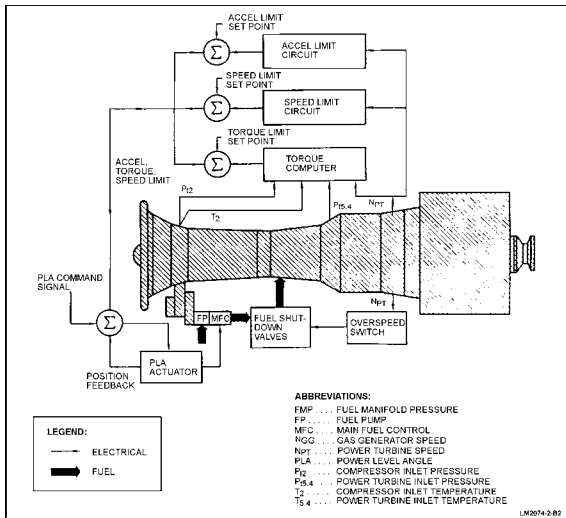 ACCEL LIMIT
SET POINT
Σ
ACCEL LIMIT
CIRCUIT
SPEED LIMIT
SET POINT
Σ
SPEED LIMIT
CIRCUIT
TORQUE LIMIT
SET POINT
Σ
TORQUE
COMPUTER
ACCEL,
TORQUE,
SPEED LIMIT
Pt2
T2
Pt5.4
NPT
PLA COMMAND
SIGNAL
Σ
POSITION
FEEDBACK
PLA
ACTUATOR
FP
MFC
FUEL SHUT-
DOWN
VALVES
NPT
OVERSPEED
SWITCH
LEGEND:
ELECTRICAL
FUEL
ABBREVIATIONS:
FMP .... FUEL MANIFOLD PRESSURE
FP ..... FUEL PUMP
MFC .... MAIN FUEL CONTROL
NGG .... GAS GENERATOR SPEED
NPT .... POWER TURBINE SPEED
PLA .... POWER LEVEL ANGLE
Pt2 .... COMPRESSOR INLET PRESSURE
Pt5.4 .... POWER TURBINE INLET PRESSURE
T2 ..... COMPRESSOR INLET TEMPERATURE
T5.4 .... POWER TURBINE INLET TEMPERATURE
LM2074-2-B2